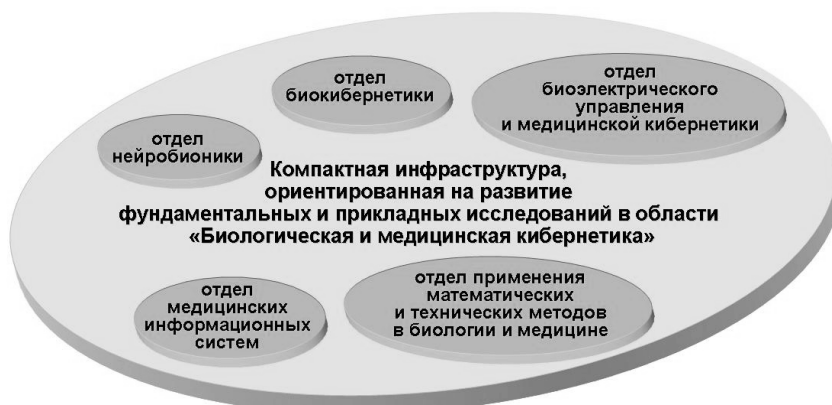 отдел
биокибернетики
отдел
биоэлектрического
управления
и медицинской кибернетики
отдел
нейробионики
Компактная инфраструктура,
ориентированная на развитие
фундаментальных и прикладных исследований в области
«Биологическая и медицинская кибернетика»
отдел
медицинских
информационных
систем
отдел применения
математических
и технических методов
в биологии и медицине